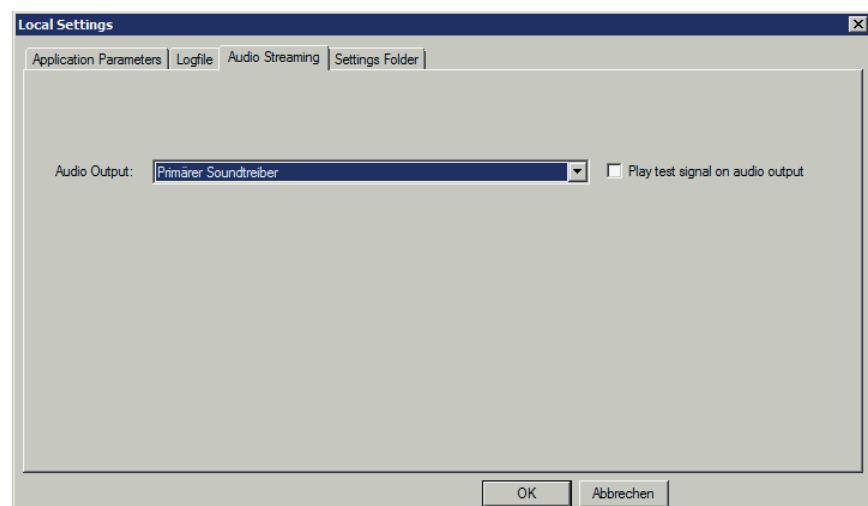 Local Settings
Application Parameters Logfile Audio Streaming Settings Folder
Audio Output: Primärer Soundtreiber Play test signal on audio output
OK Abbrechen